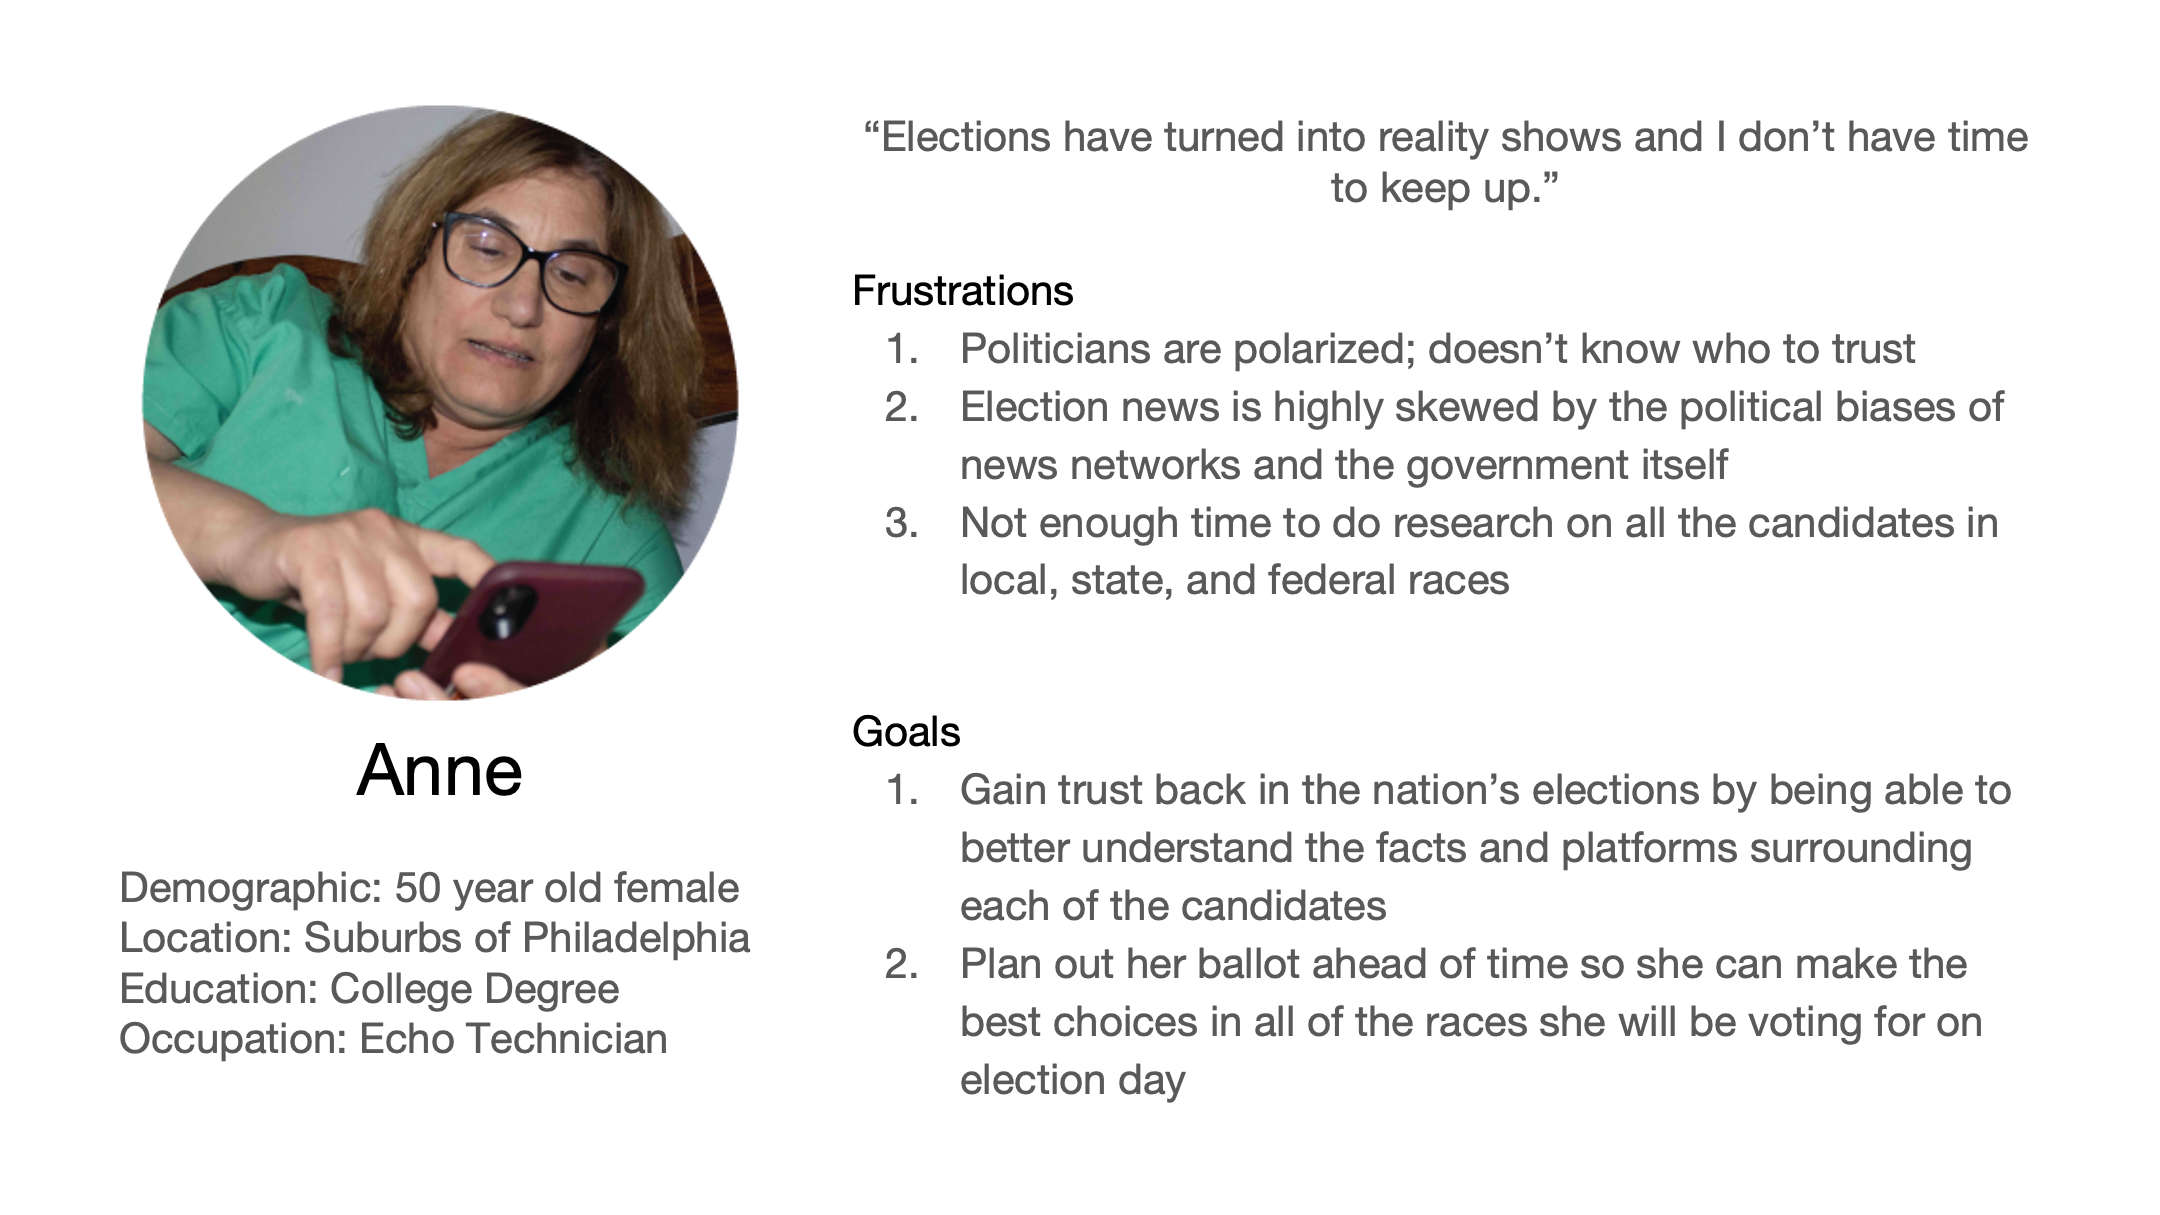 “Elections have turned into reality shows and I don’t have time
to keep up.”
Frustrations
1. Politicians are polarized; doesn’t know who to trust
2. Election news is highly skewed by the political biases of
news networks and the government itself
3. Not enough time to do research on all the candidates in
local, state, and federal races
Goals
1. Gain trust back in the nation’s elections by being able to
better understand the facts and platforms surrounding
each of the candidates
2. Plan out her ballot ahead of time so she can make the
best choices in all of the races she will be voting for on
election day
Anne
Demographic: 50 year old female
Location: Suburbs of Philadelphia
Education: College Degree
Occupation: Echo Technician